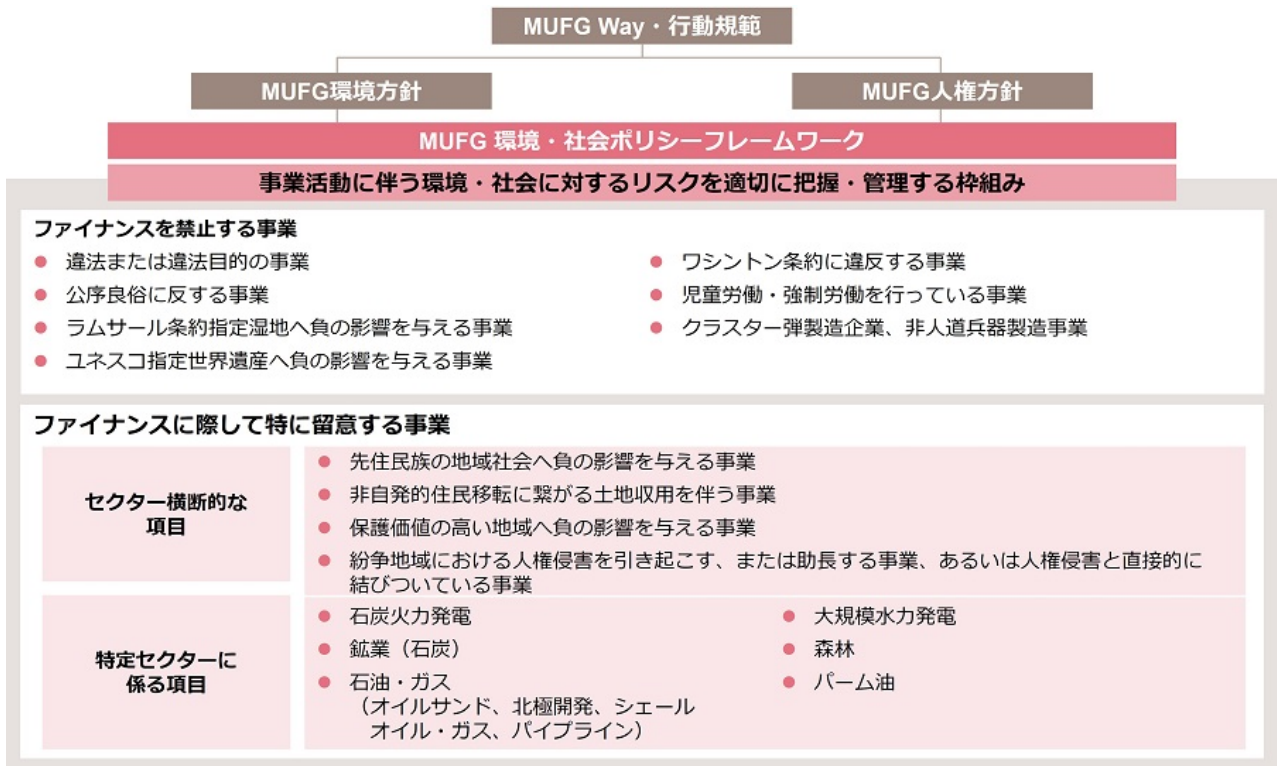 MUFG Way・行動規範
MUFG環境方針
MUFG人権方針
MUFG 環境・社会ポリシーフレームワーク
事業活動に伴う環境・社会に対するリスクを適切に把握・管理する枠組み
ファイナンスを禁止する事業
● 違法または違法目的の事業
● 公序良俗に反する事業
● ラムサール条約指定湿地へ負の影響を与える事業
● ユネスコ指定世界遺産へ負の影響を与える事業
● ワシントン条約に違反する事業
● 児童労働・強制労働を行っている事業
● クラスター弾製造企業、非人道兵器製造事業
ファイナンスに際して特に留意する事業
セクター横断的な
項目
● 先住民族の地域社会へ負の影響を与える事業
● 非自発的住民移転に繋がる土地収用を伴う事業
● 保護価値の高い地域へ負の影響を与える事業
● 紛争地域における人権侵害を引き起こす、または助長する事業、あるいは人権侵害と直接的に
結びついている事業
特定セクターに
係る項目
● 石炭火力発電
● 鉱業（石炭）
● 石油・ガス
（オイルサンド、北極開発、シェール
オイル・ガス、パイプライン）
● 大規模水力発電
● 森林
● パーム油